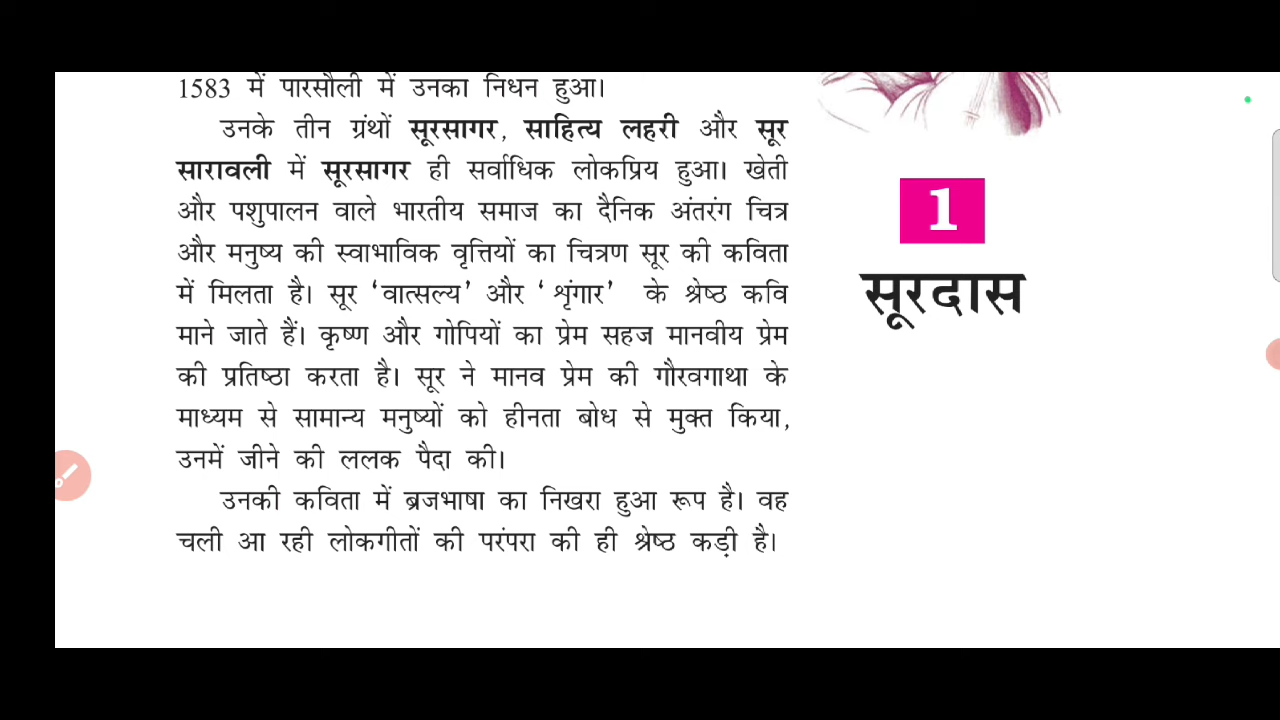 1583 में पारसौली में उनका निधन हुआ।
उनके तीन ग्रंथों सूरसागर, साहित्य लहरी और सूर
सारावली में सूरसागर ही सर्वाधिक लोकप्रिय हुआ। खेती
और पशुपालन वाले भारतीय समाज का दैनिक अंतरंग चित्र
और मनुष्य की स्वाभाविक वृत्तियों का चित्रण सूर की कविता
में मिलता है। सूर ‘वात्सल्य’ और ‘शृंगार’ के श्रेष्ठ कवि
माने जाते हैं। कृष्ण और गोपियों का प्रेम सहज मानवीय प्रेम
की प्रतिष्ठा करता है। सूर ने मानव प्रेम की गौरवगाथा के
माध्यम से सामान्य मनुष्यों को हीनता बोध से मुक्त किया,
उनमें जीने की ललक पैदा की।
उनकी कविता में ब्रजभाषा का निखरा हुआ रूप है। वह
चली आ रही लोकगीतों की परंपरा की ही श्रेष्ठ कड़ी है।
1
सूरदास